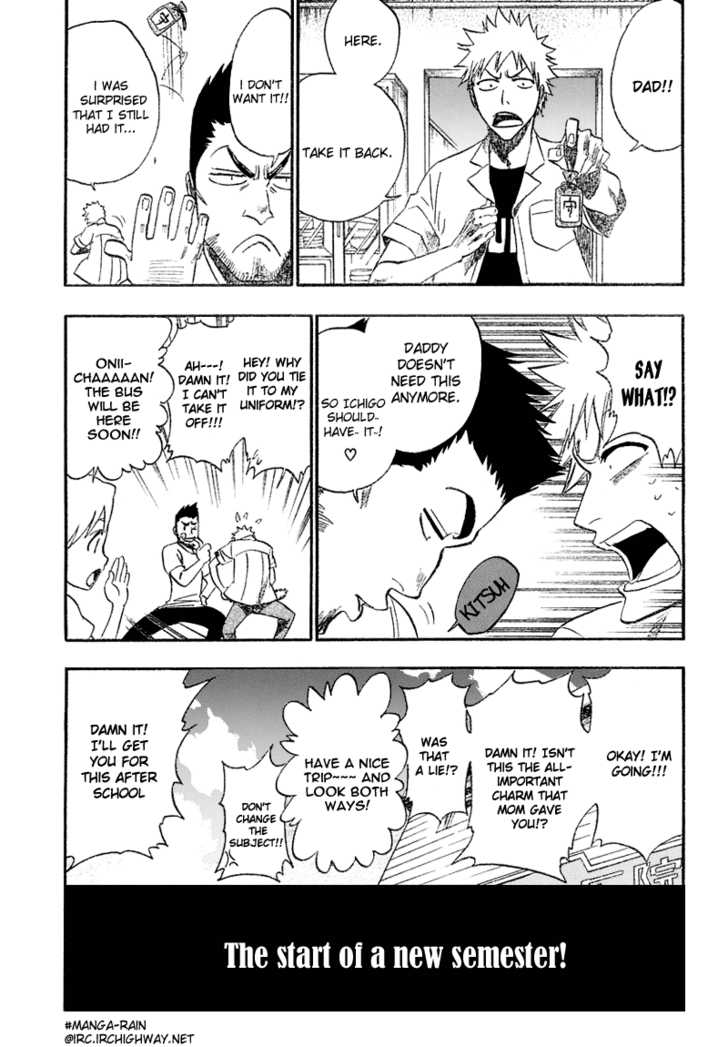 DAD!!
HERE.
TAKE IT BACK.
守
I DON'T
WANT IT!!
I WAS
SURPRISED
THAT I STILL
HAD IT...
SAY
WHAT!?
DADDY
DOESN'T
NEED THIS
ANYMORE.
SO ICHIGO
SHOULD-
HAVE- IT-!
♡
KITSUH
HEY! WHY
DID YOU TIE
IT TO MY
UNIFORM!?
AH---!
DAMN IT!
I CAN'T
TAKE IT
OFF!!!
ONII-
CHAAAAAN!
THE BUS
WILL BE
HERE
SOON!!
OKAY! I'M
GOING!!!
DAMN IT! ISN'T
THIS THE ALL-
IMPORTANT
CHARM THAT
MOM GAVE
YOU!?
WAS
THAT
A LIE!?
HAVE A NICE
TRIP~~~ AND
LOOK BOTH
WAYS!
DON'T
CHANGE
THE
SUBJECT!!
DAMN IT!
I'LL GET
YOU FOR
THIS AFTER
SCHOOL
院
The start of a new semester!
#MANGA-RAIN
@IRC.IRCHIGHWAY.NET